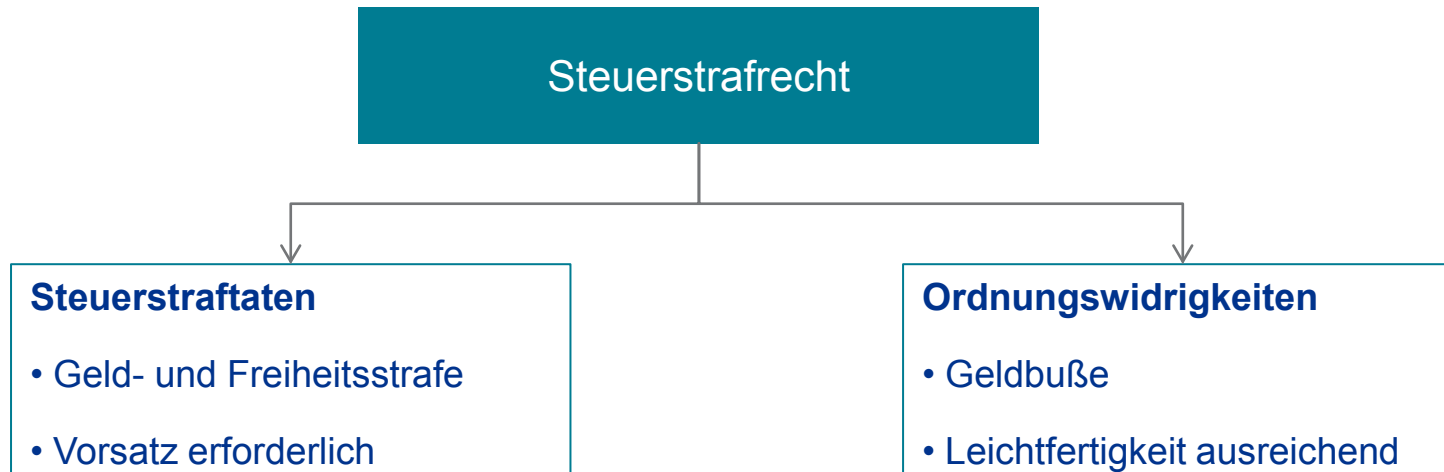 Steuerstrafrecht
Steuerstraftaten
• Geld- und Freiheitsstrafe
• Vorsatz erforderlich
Ordnungswidrigkeiten
• Geldbuße
• Leichtfertigkeit ausreichend